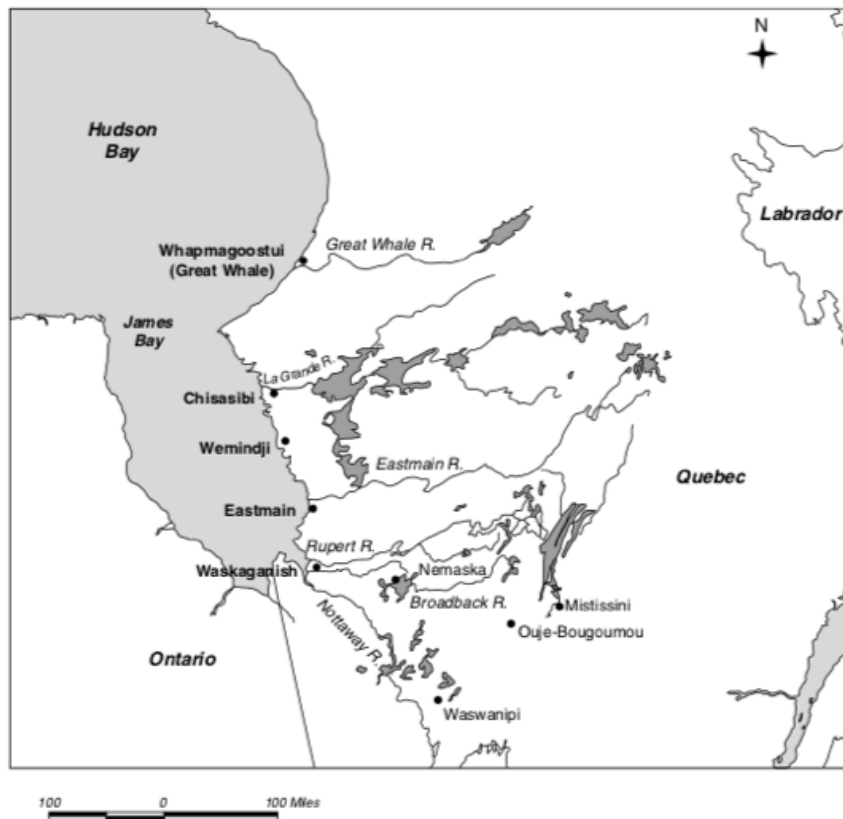 N
Hudson
Bay
Labrador
Great Whale R.
Whapmagoostui
(Great Whale)
James
Bay
La Grande R.
Chisasibi
Wemindji
Eastmain R.
Quebec
Eastmain
Rupert R.
Waskaganish
Nemaska
Broadback R.
Mistissini
Nottaway R.
Ouje-Bougoumou
Ontario
Waswanipi
100 0 100 Miles